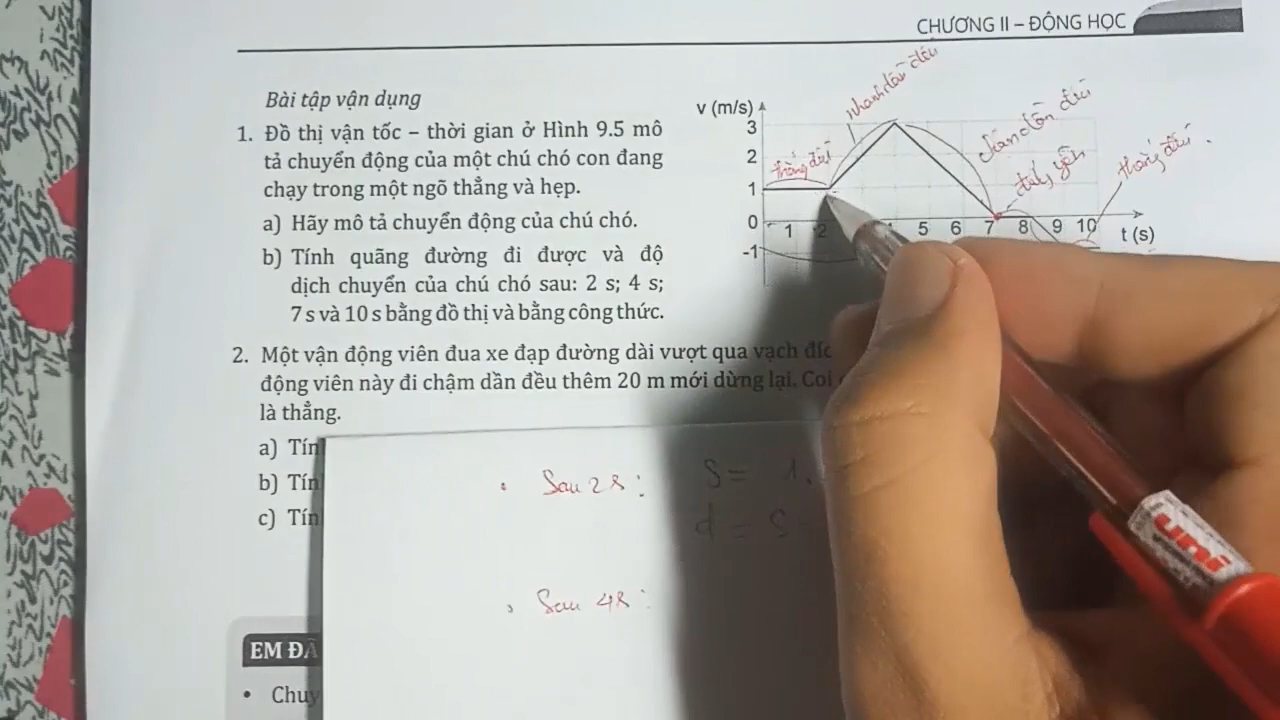 CHƯƠNG II – ĐỘNG HỌC
Bài tập vận dụng
1. Đồ thị vận tốc – thời gian ở Hình 9.5 mô
tả chuyển động của một chú chó con đang
chạy trong một ngõ thẳng và hẹp.
a) Hãy mô tả chuyển động của chú chó.
b) Tính quãng đường đi được và độ
dịch chuyển của chú chó sau: 2 s; 4 s;
7 s và 10 s bằng đồ thị và bằng công thức.
v (m/s)
nhanh dần đều
3
chậm dần đều
2
thẳng đều
đứng yên
thẳng đều.
1
0
1 2 5 6 7 8 9 10 t (s)
-1
2. Một vận động viên đua xe đạp đường dài vượt qua vạch đíc
động viên này đi chậm dần đều thêm 20 m mới dừng lại. Coi
là thẳng.
a) Tín
b) Tín
c) Tín
Sau 2s: S = 1.
d = S =
Sau 4s:
EM ĐÃ
• Chuy
uni